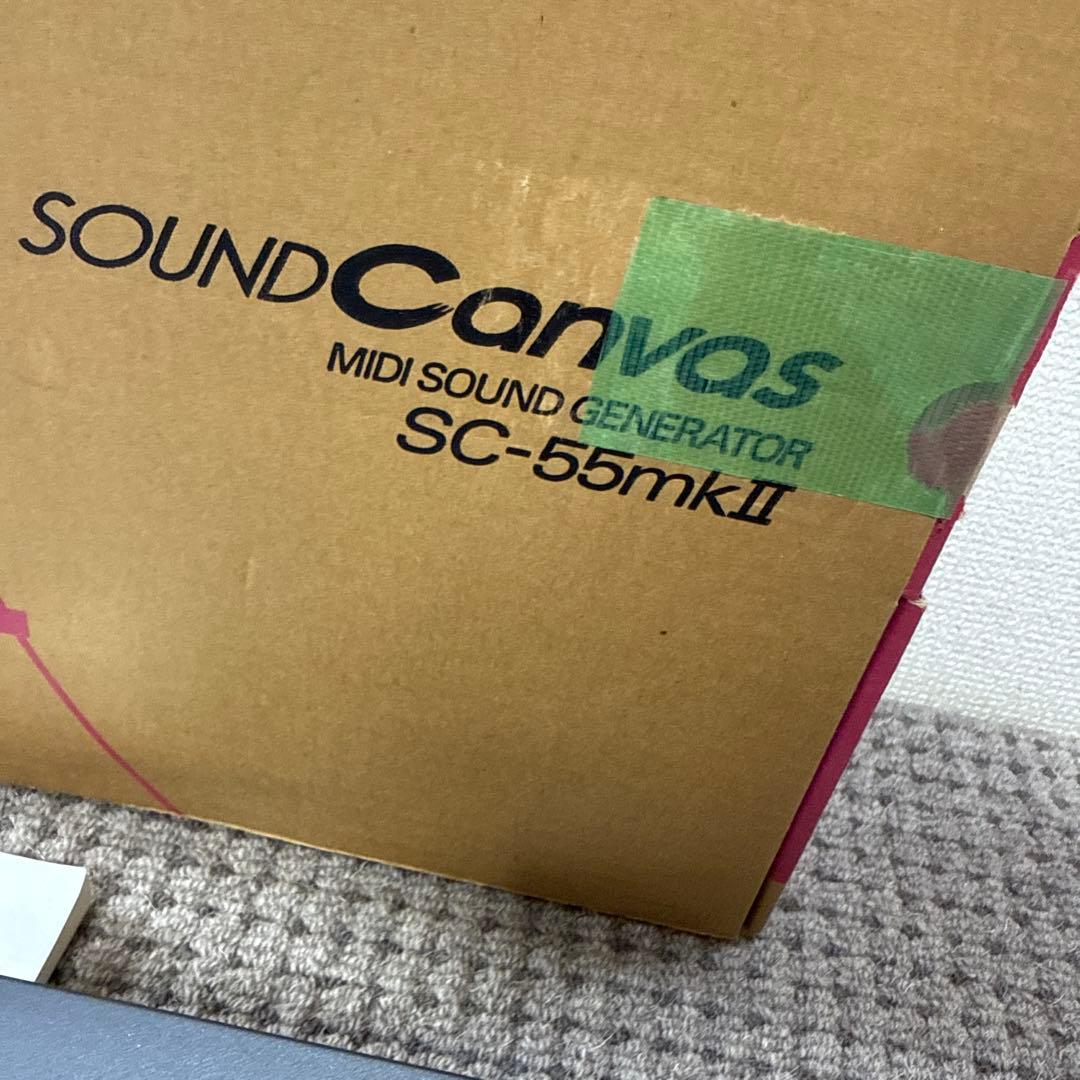 SOUND Canvas
MIDI SOUND GENERATOR
SC-55mkII